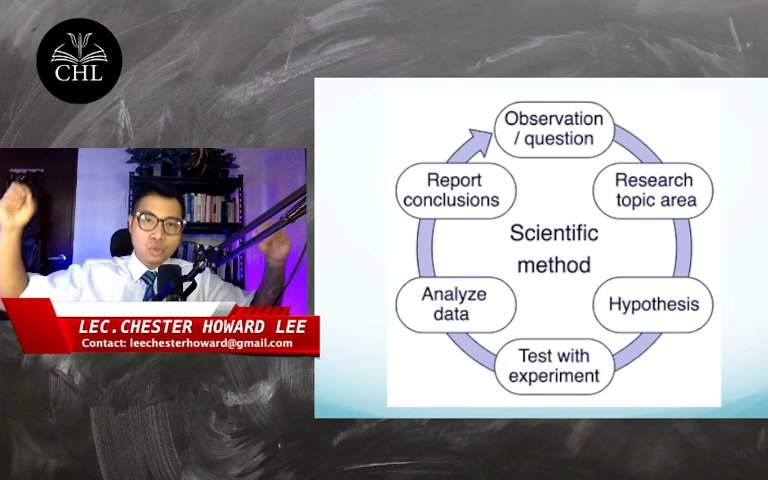 CHL
LEC.CHESTER HOWARD LEE
Contact: leechesterhoward@gmail.com
Observation
/ question
Research
topic area
Hypothesis
Test with
experiment
Analyze
data
Report
conclusions
Scientific
method